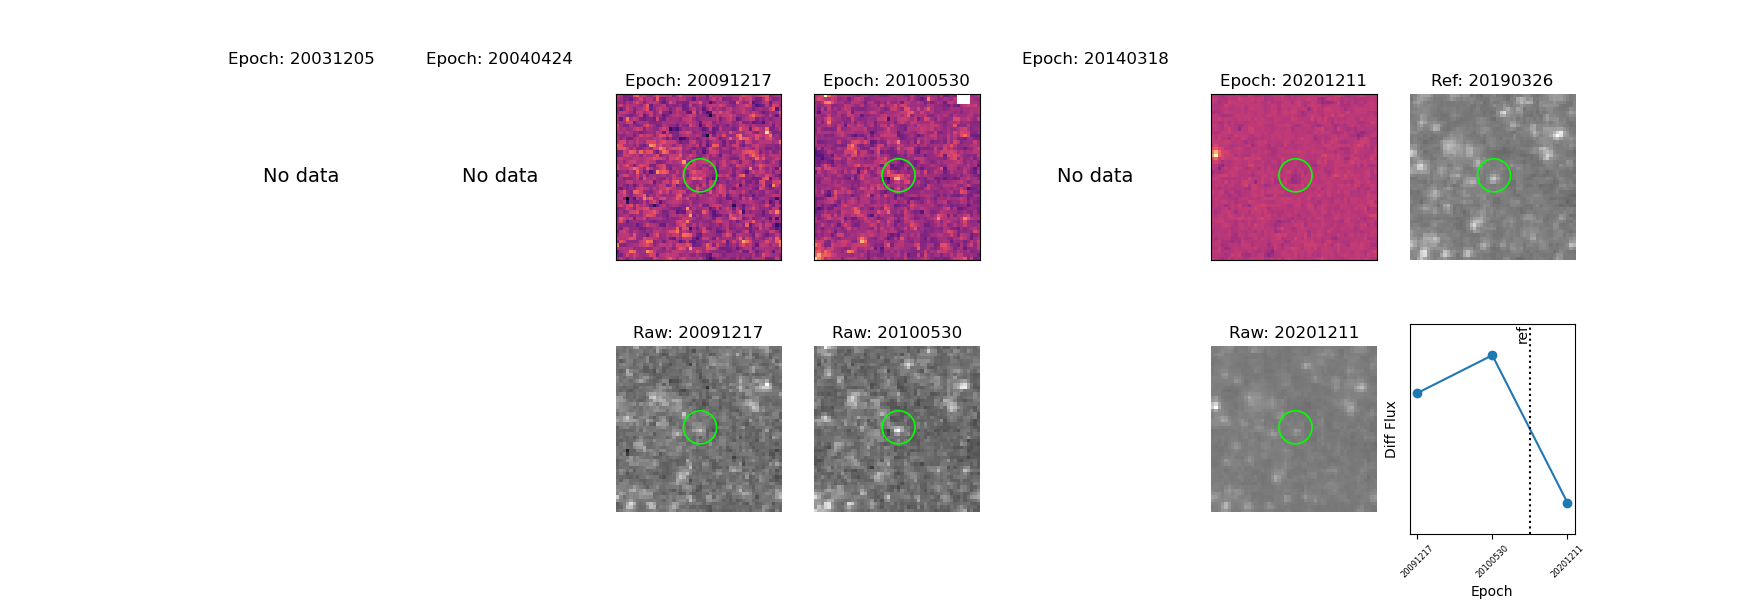 Epoch: 20031205
Epoch: 20040424
Epoch: 20140318
Epoch: 20091217
Epoch: 20100530
Epoch: 20201211
Ref: 20190326
No data
No data
No data
Raw: 20091217
Raw: 20100530
Raw: 20201211
ref
Diff Flux
20091217
20100530
20201211
Epoch